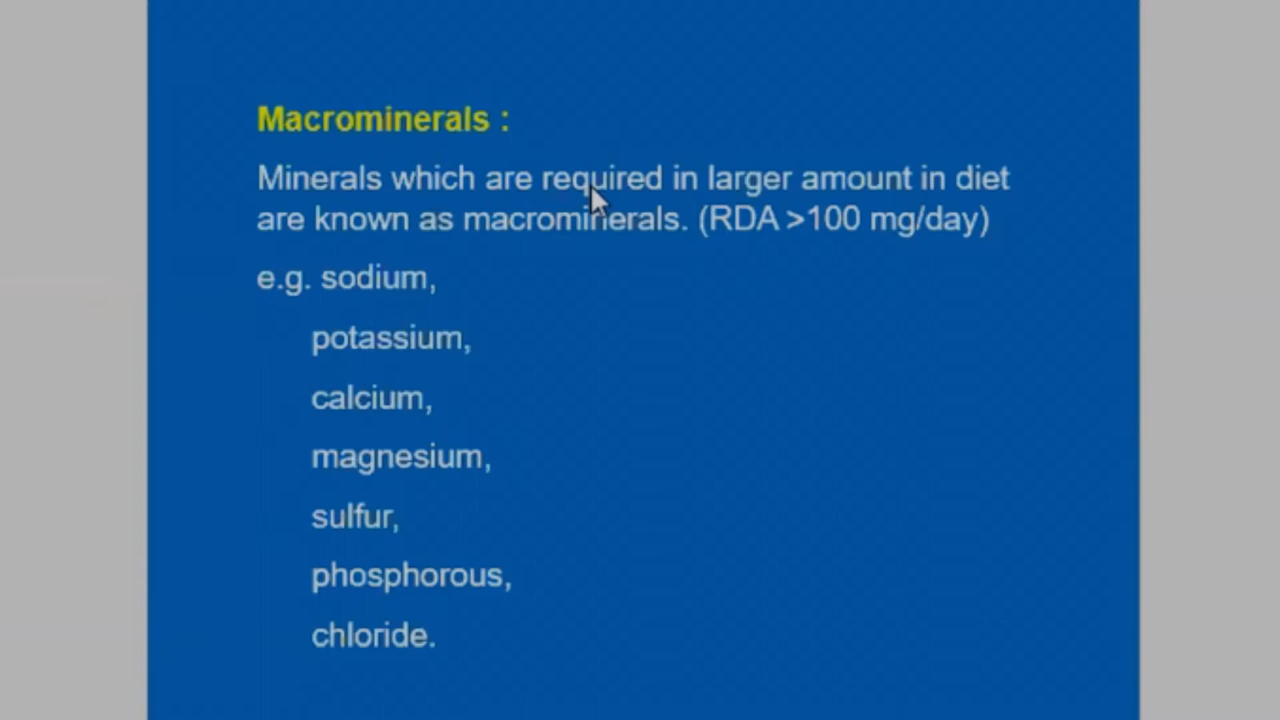 Macrominerals :
Minerals which are required in larger amount in diet
are known as macrominerals. (RDA >100 mg/day)
e.g. sodium,
potassium,
calcium,
magnesium,
sulfur,
phosphorous,
chloride.